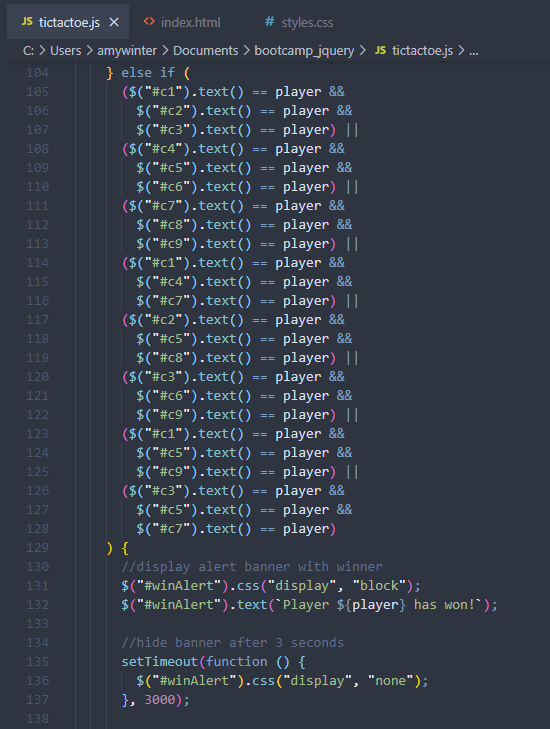 JS tictactoe.js ✕ <> index.html # styles.css
C: > Users > amywinter > Documents > bootcamp_jquery > JS tictactoe.js > ...
104 } else if (
105 ($("#c1").text() == player &&
106 $("#c2").text() == player &&
107 $("#c3").text() == player) ||
108 ($("#c4").text() == player &&
109 $("#c5").text() == player &&
110 $("#c6").text() == player) ||
111 ($("#c7").text() == player &&
112 $("#c8").text() == player &&
113 $("#c9").text() == player) ||
114 ($("#c1").text() == player &&
115 $("#c4").text() == player &&
116 $("#c7").text() == player) ||
117 ($("#c2").text() == player &&
118 $("#c5").text() == player &&
119 $("#c8").text() == player) ||
120 ($("#c3").text() == player &&
121 $("#c6").text() == player &&
122 $("#c9").text() == player) ||
123 ($("#c1").text() == player &&
124 $("#c5").text() == player &&
125 $("#c9").text() == player) ||
126 ($("#c3").text() == player &&
127 $("#c5").text() == player &&
128 $("#c7").text() == player)
129 ) {
130 //display alert banner with winner
131 $("#winAlert").css("display", "block");
132 $("#winAlert").text(`Player ${player} has won!`);
133
134 //hide banner after 3 seconds
135 setTimeout(function () {
136 $("#winAlert").css("display", "none");
137 }, 3000);
138